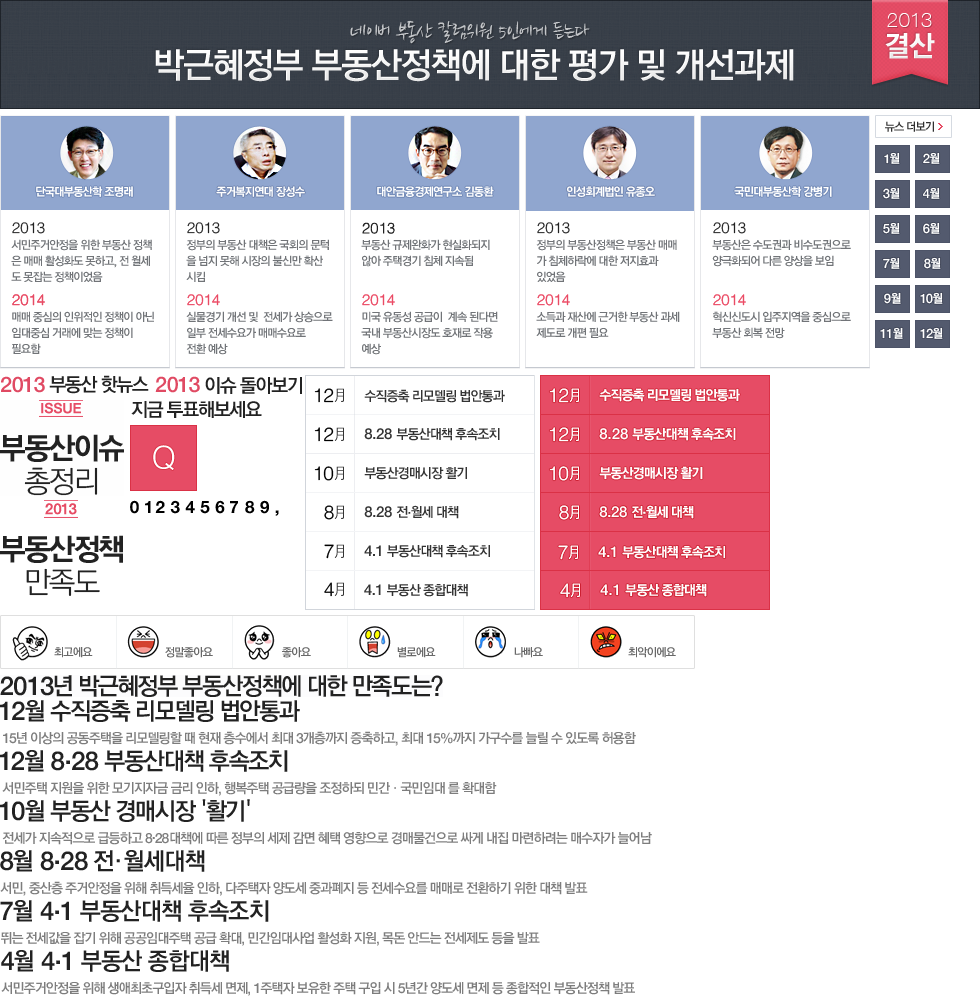 네이버 부동산 칼럼위원 5인에게 듣는다
박근혜정부 부동산정책에 대한 평가 및 개선과제
2013
결산
단국대부동산학 조명래
2013
서민주거안정을 위한 부동산 정책
은 매매 활성화도 못하고, 전 월세
도 못잡는 정책이었음
2014
매매 중심의 인위적인 정책이 아닌
임대중심 거래에 맞는 정책이
필요함
주거복지연대 장성수
2013
정부의 부동산 대책은 국회의 문턱
을 넘지 못해 시장의 불신만 확산
시킴
2014
실물경기 개선 및 전세가 상승으로
일부 전세수요가 매매수요로
전환 예상
대안금융경제연구소 김동환
2013
부동산 규제완화가 현실화되지
않아 주택경기 침체 지속됨
2014
미국 유동성 공급이 계속 된다면
국내 부동산시장도 호재로 작용
예상
인성회계법인 유종오
2013
정부의 부동산정책은 부동산 매매
가 침체하락에 대한 저지효과
있었음
2014
소득과 재산에 근거한 부동산 과세
제도로 개편 필요
국민대부동산학 강병기
2013
부동산은 수도권과 비수도권으로
양극화되어 다른 양상을 보임
2014
혁신신도시 입주지역을 중심으로
부동산 회복 전망
뉴스 더보기 >
1월 2월
3월 4월
5월 6월
7월 8월
9월 10월
11월 12월
2013 부동산 핫뉴스 2013 이슈 돌아보기
ISSUE
지금 투표해보세요
부동산이슈
총정리
Q
2013
0 1 2 3 4 5 6 7 8 9 ,
부동산정책
만족도
12月 수직증축 리모델링 법안통과
12月 8.28 부동산대책 후속조치
10月 부동산경매시장 활기
8月 8.28 전·월세 대책
7月 4.1 부동산대책 후속조치
4月 4.1 부동산 종합대책
12月 수직증축 리모델링 법안통과
12月 8.28 부동산대책 후속조치
10月 부동산경매시장 활기
8月 8.28 전·월세 대책
7月 4.1 부동산대책 후속조치
4月 4.1 부동산 종합대책
최고에요 정말좋아요 좋아요 별로에요 나빠요 최악이에요
2013년 박근혜정부 부동산정책에 대한 만족도는?
12월 수직증축 리모델링 법안통과
15년 이상의 공동주택을 리모델링할 때 현재 층수에서 최대 3개층까지 증축하고, 최대 15%까지 가구수를 늘릴 수 있도록 허용함
12월 8·28 부동산대책 후속조치
서민주택 지원을 위한 모기지자금 금리 인하, 행복주택 공급량을 조정하되 민간 · 국민임대 를 확대함
10월 부동산 경매시장 '활기'
전세가 지속적으로 급등하고 8·28대책에 따른 정부의 세제 감면 혜택 영향으로 경매물건으로 싸게 내집 마련하려는 매수자가 늘어남
8월 8·28 전·월세대책
서민, 중산층 주거안정을 위해 취득세율 인하, 다주택자 양도세 중과폐지 등 전세수요를 매매로 전환하기 위한 대책 발표
7월 4·1 부동산대책 후속조치
뛰는 전세값을 잡기 위해 공공임대주택 공급 확대, 민간임대사업 활성화 지원, 목돈 안드는 전세제도 등을 발표
4월 4·1 부동산 종합대책
서민주거안정을 위해 생애최초구입자 취득세 면제, 1주택자 보유한 주택 구입 시 5년간 양도세 면제 등 종합적인 부동산정책 발표